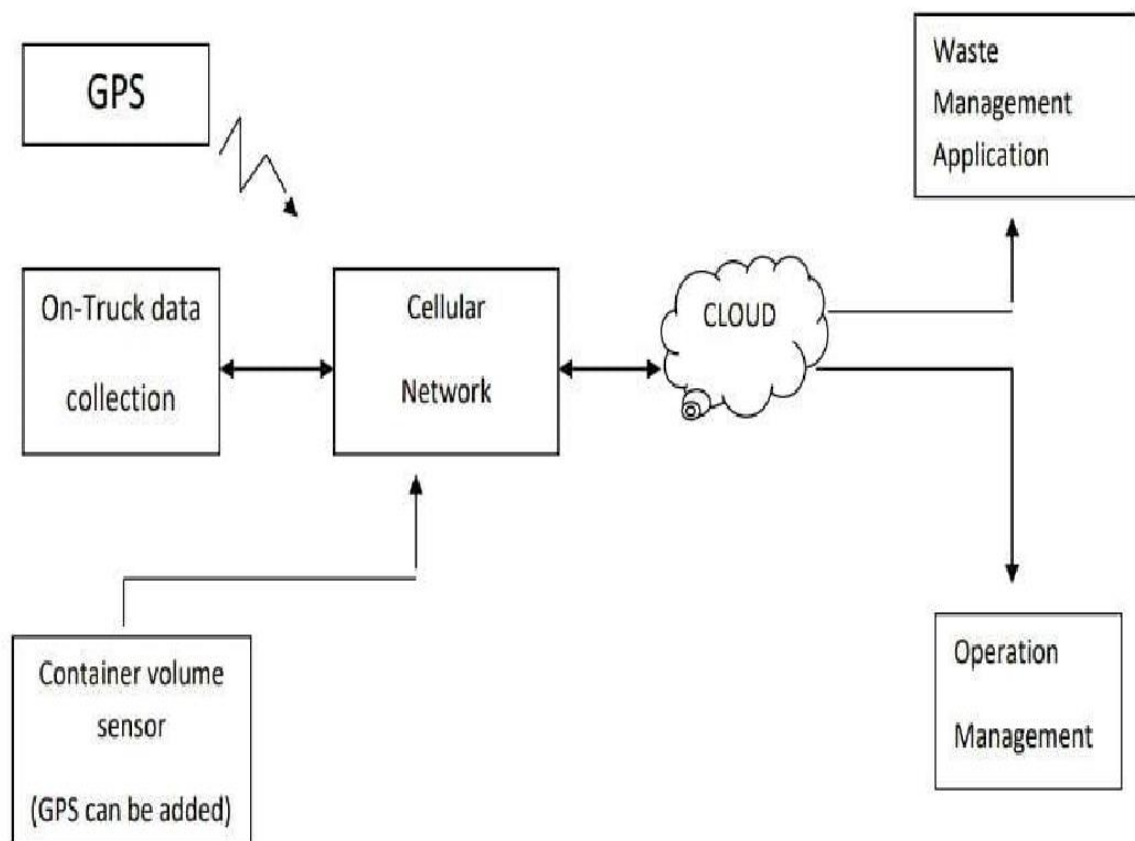 GPS
Waste
Management
Application
On-Truck data
collection
Cellular
Network
CLOUD
Container volume
sensor
(GPS can be added)
Operation
Management